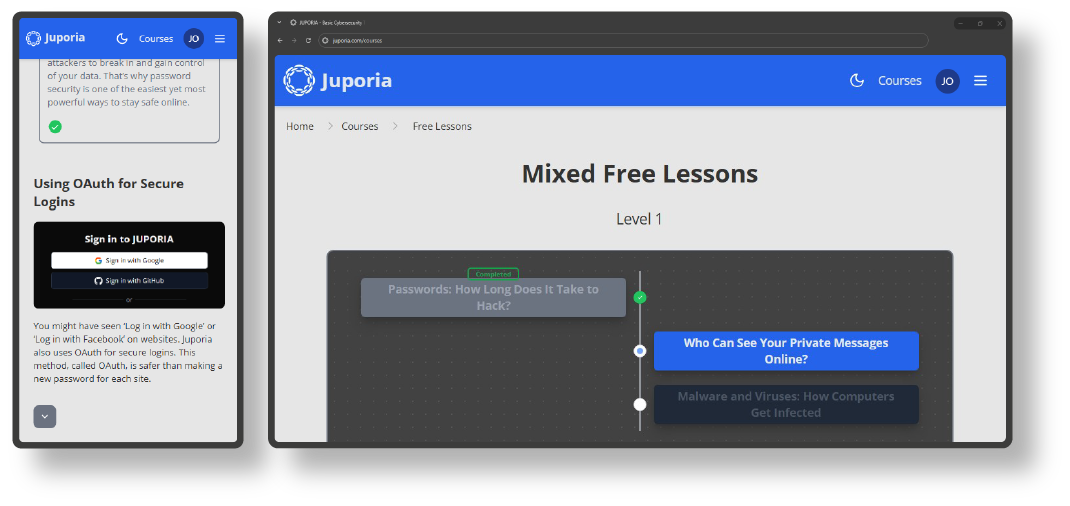 Juporia
Courses
JO
attackers to break in and gain control
of your data. That's why password
security is one of the easiest yet most
powerful ways to stay safe online.
Using OAuth for Secure
Logins
Sign in to JUPORIA
Sign in with Google
Sign in with GitHub
or
You might have seen 'Log in with Google' or
'Log in with Facebook' on websites. Juporia
also uses OAuth for secure logins. This
method, called OAuth, is safer than making a
new password for each site.
JUPORIA - Basic Cybersecurity
juporia.com/courses
Juporia
Courses
JO
Home
Courses
Free Lessons
Mixed Free Lessons
Level 1
Completed
Passwords: How Long Does It Take to
Hack?
Who Can See Your Private Messages
Online?
Malware and Viruses: How Computers
Get Infected